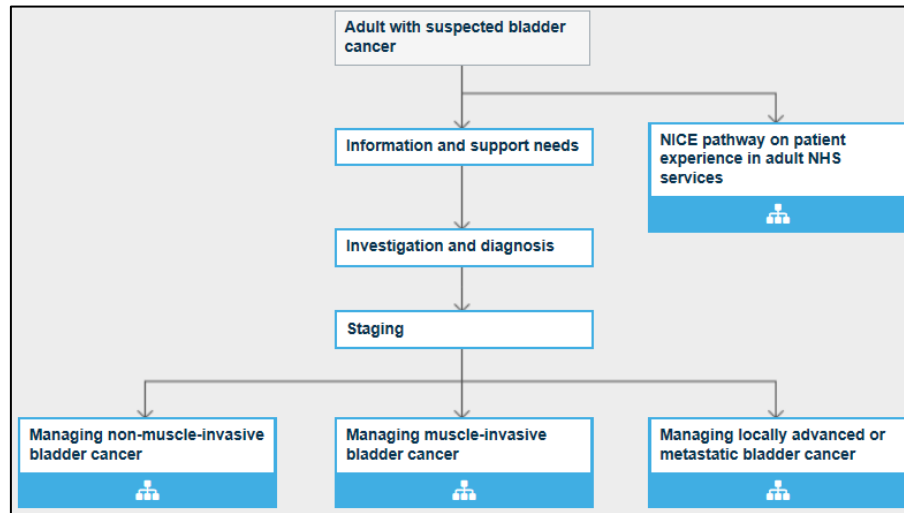 Adult with suspected bladder
cancer
Information and support needs
NICE pathway on patient
experience in adult NHS
services
Investigation and diagnosis
Staging
Managing non-muscle-invasive
bladder cancer
Managing muscle-invasive
bladder cancer
Managing locally advanced or
metastatic bladder cancer